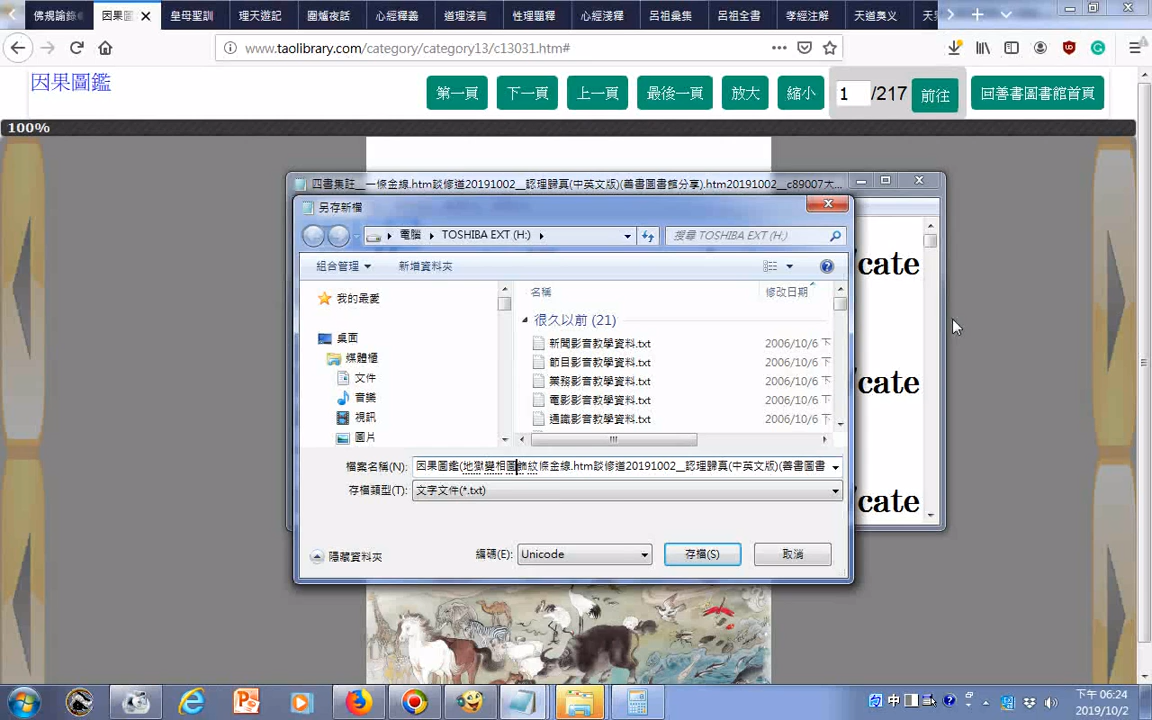 佛規諭錄
因果圖
皇母聖訓
理天遊記
圍爐夜話
心經釋義
道理淺言
性理題釋
心經淺釋
呂祖彙集
呂祖全書
孝經注解
天道奧義
www.taolibrary.com/category/category13/c13031.htm#
因果圖鑑
第一頁
下一頁
上一頁
最後一頁
放大
縮小
1 /217
前往
回善書圖書館首頁
100%
四書集註__一條金線.htm談修道20191002__認理歸真(中英文版)(善書圖書館分享).htm20191002__c89007大...
另存新檔
電腦 TOSHIBA EXT (H:)
搜尋 TOSHIBA EXT (H:)
組合管理
新增資料夾
我的最愛
桌面
媒體櫃
文件
音樂
視訊
圖片
名稱
修改日期
很久以前 (21)
新聞影音教學資料.txt 2006/10/6 下
節目影音教學資料.txt 2006/10/6 下
業務影音教學資料.txt 2006/10/6 下
電影影音教學資料.txt 2006/10/6 下
通識影音教學資料.txt 2006/10/6 下
cate
cate
cate
檔案名稱(N): 因果圖鑑(地獄變相圖飾紋條金線.htm談修道20191002__認理歸真(中英文版)(善書圖書
存檔類型(T): 文字文件(*.txt)
隱藏資料夾
編碼(E): Unicode
存檔(S)
取消
中
下午 06:24
2019/10/2